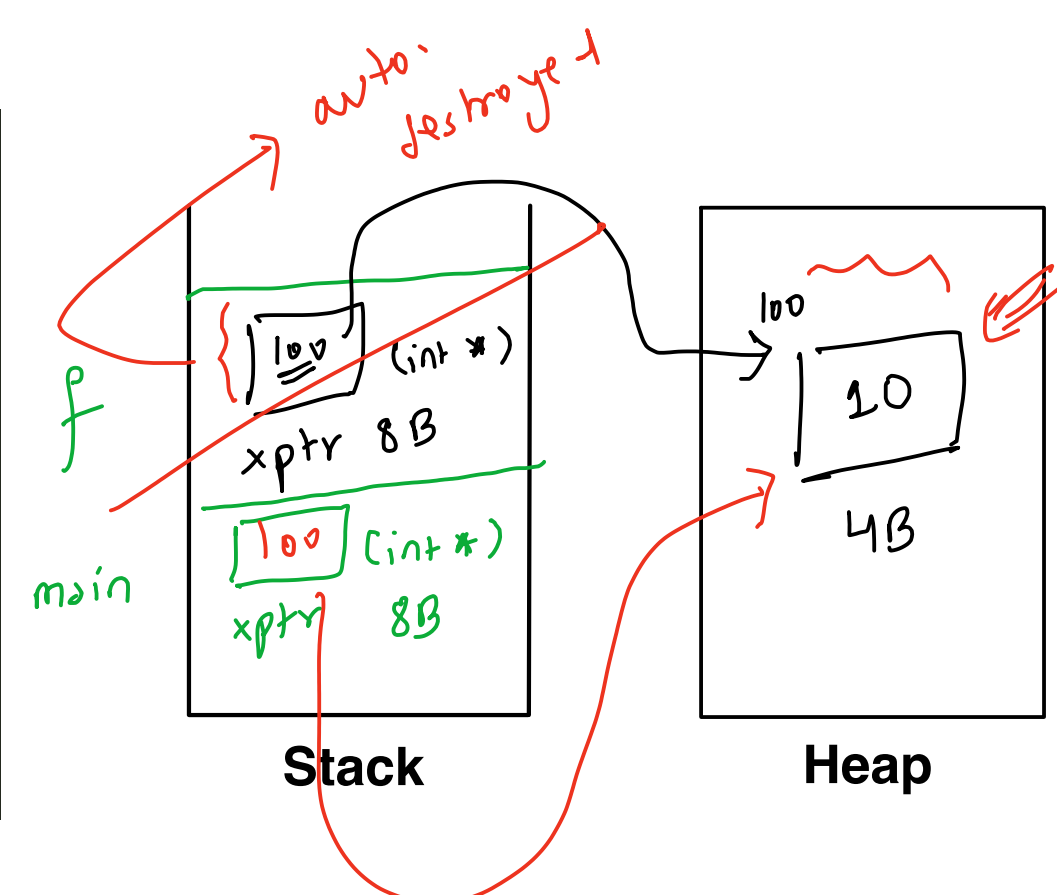 auto.
destroyed
100
100
(int *)
10
f
xptr 8B
4B
100
(int *)
main
xptr
8B
Stack
Heap